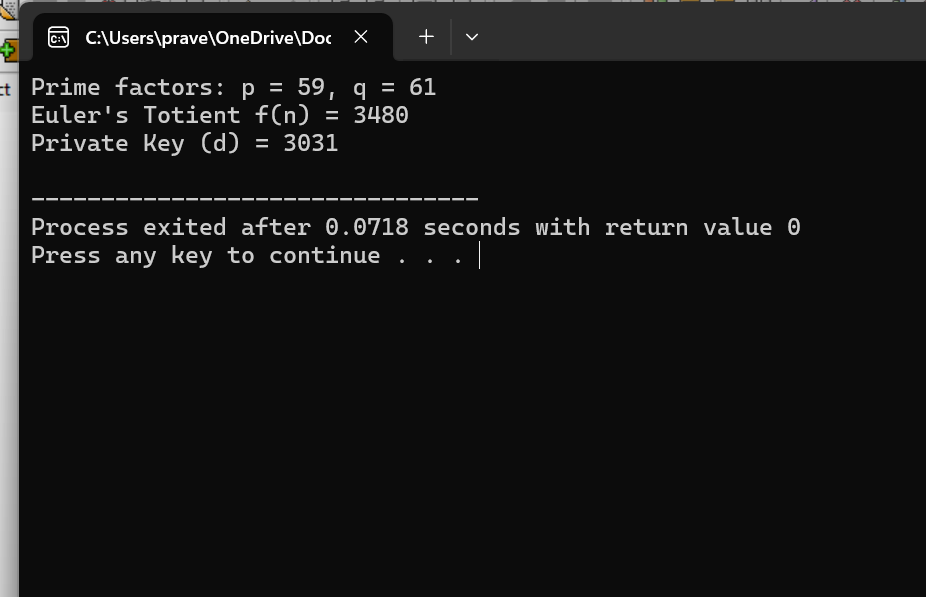 C:\Users\prave\OneDrive\Doc
ct
Prime factors: p = 59, q = 61
Euler's Totient f(n) = 3480
Private Key (d) = 3031
--------------------------------
Process exited after 0.0718 seconds with return value 0
Press any key to continue . . .